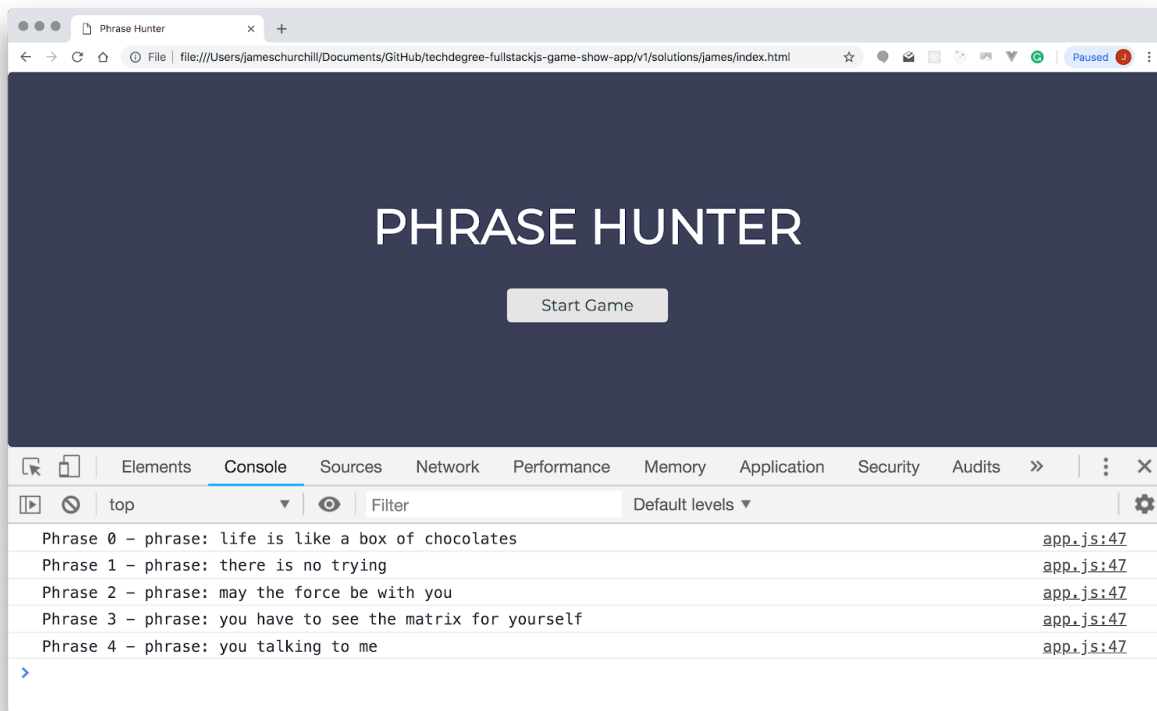 Phrase Hunter
File file:///Users/jameschurchill/Documents/GitHub/techdegree-fullstackjs-game-show-app/v1/solutions/james/index.html Paused J
PHRASE HUNTER
Start Game
Elements Console Sources Network Performance Memory Application Security Audits
top Filter Default levels
Phrase 0 – phrase: life is like a box of chocolates app.js:47
Phrase 1 – phrase: there is no trying app.js:47
Phrase 2 – phrase: may the force be with you app.js:47
Phrase 3 – phrase: you have to see the matrix for yourself app.js:47
Phrase 4 – phrase: you talking to me app.js:47